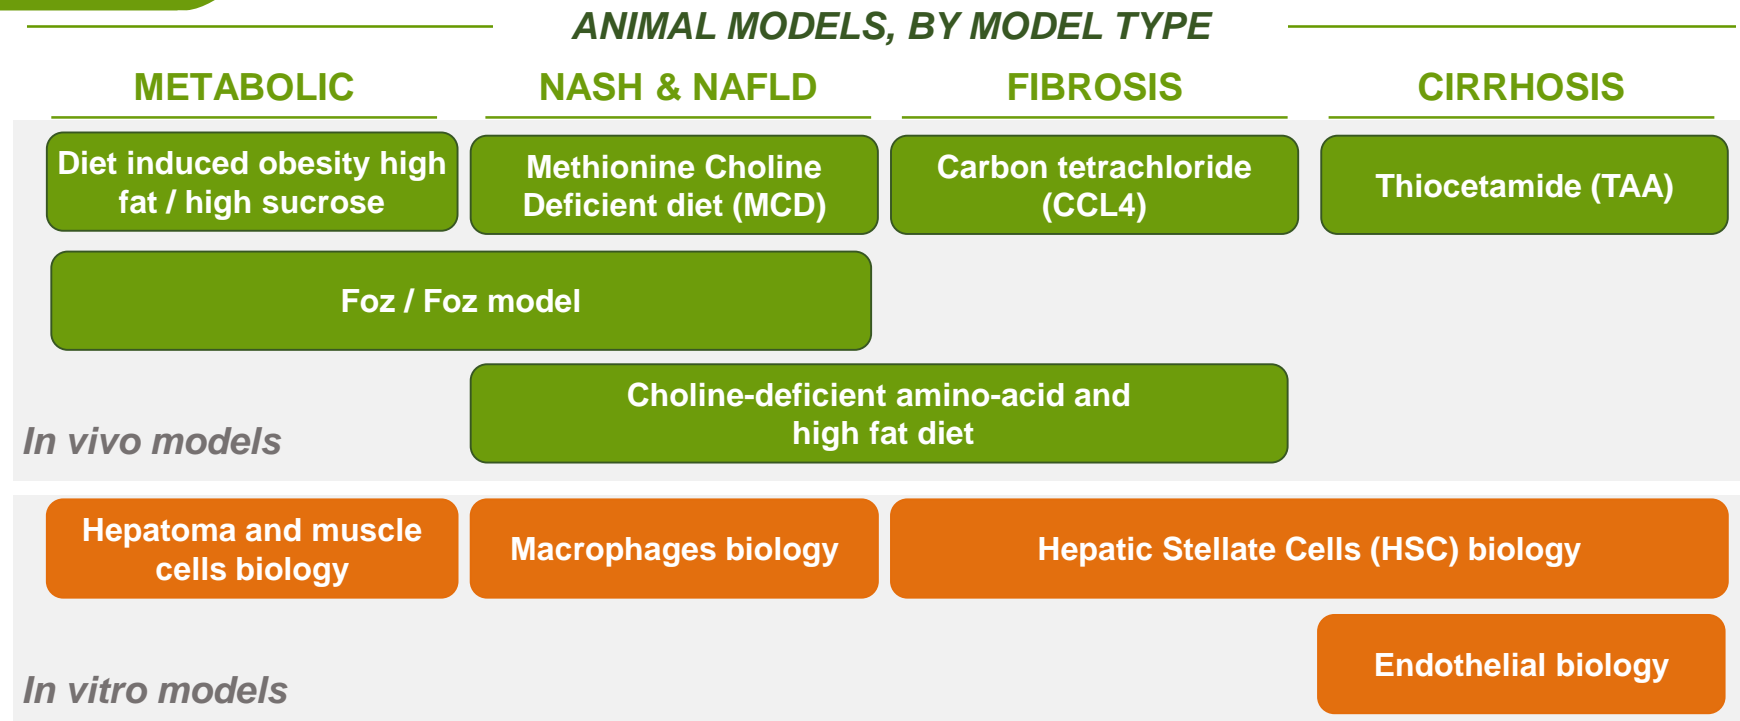 ANIMAL MODELS, BY MODEL TYPE
METABOLIC
NASH & NAFLD
FIBROSIS
CIRRHOSIS
Diet induced obesity high
fat / high sucrose
Methionine Choline
Deficient diet (MCD)
Carbon tetrachloride
(CCL4)
Thiocetamide (TAA)
Foz / Foz model
Choline-deficient amino-acid and
high fat diet
In vivo models
Hepatoma and muscle
cells biology
Macrophages biology
Hepatic Stellate Cells (HSC) biology
Endothelial biology
In vitro models